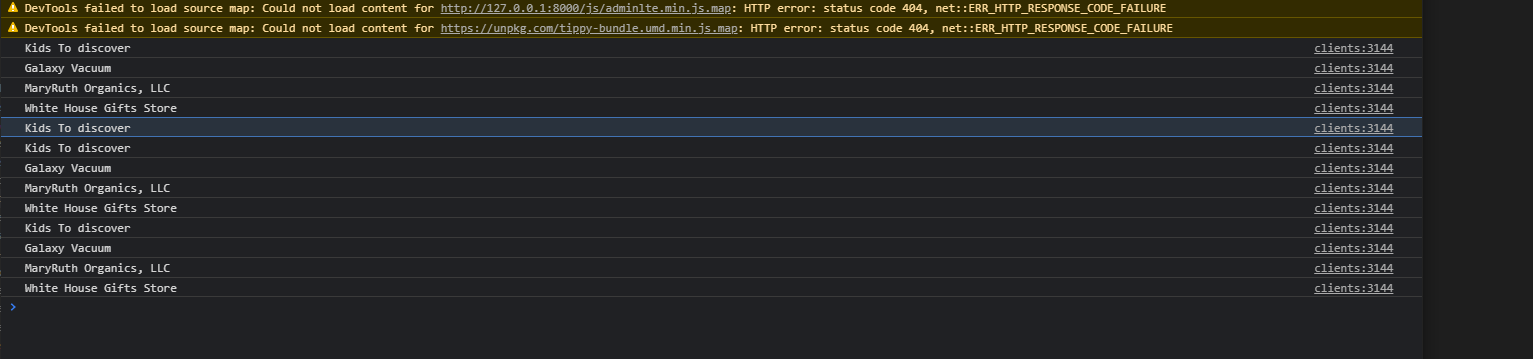 DevTools failed to load source map: Could not load content for http://127.0.0.1:8000/js/adminlte.min.js.map: HTTP error: status code 404, net::ERR_HTTP_RESPONSE_CODE_FAILURE
DevTools failed to load source map: Could not load content for https://unpkg.com/tippy-bundle.umd.min.js.map: HTTP error: status code 404, net::ERR_HTTP_RESPONSE_CODE_FAILURE
Kids To discover clients:3144
Galaxy Vacuum clients:3144
MaryRuth Organics, LLC clients:3144
White House Gifts Store clients:3144
Kids To discover clients:3144
Kids To discover clients:3144
Galaxy Vacuum clients:3144
MaryRuth Organics, LLC clients:3144
White House Gifts Store clients:3144
Kids To discover clients:3144
Galaxy Vacuum clients:3144
MaryRuth Organics, LLC clients:3144
White House Gifts Store clients:3144